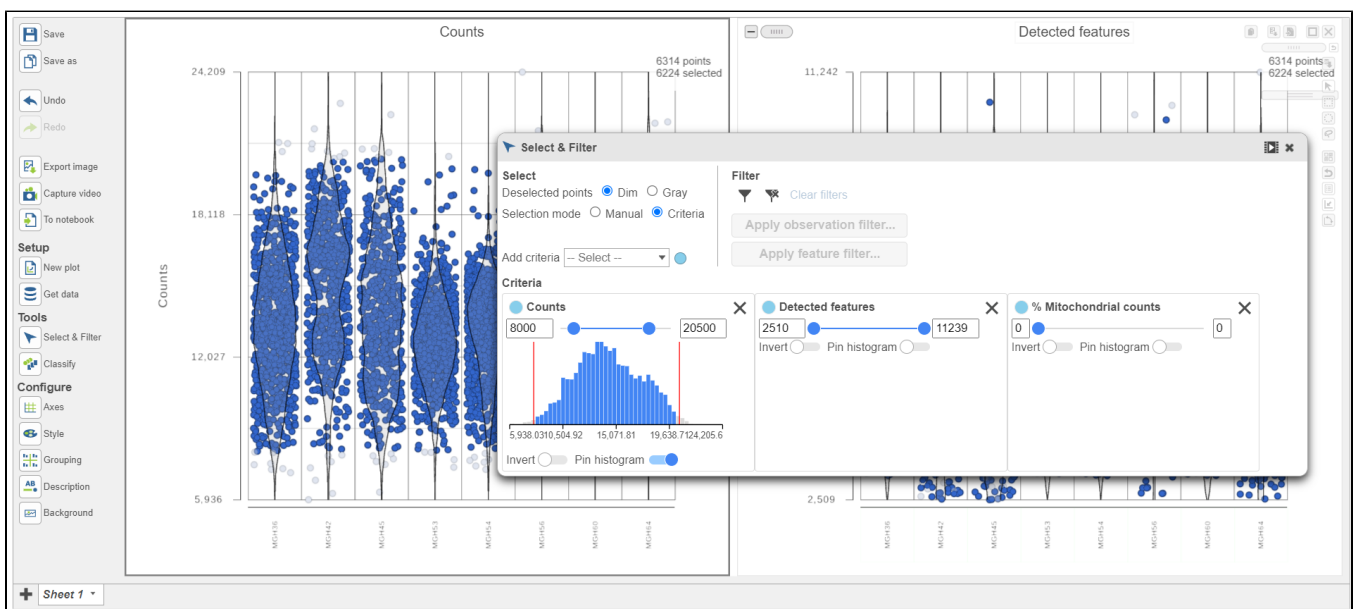 Save
Save as
Undo
Redo
Export image
Capture video
To notebook
Setup
New plot
Get data
Tools
Select & Filter
Classify
Configure
Axes
Style
Grouping
AB Description
Background
Counts
6314 points
6224 selected
24,209
18,118
12,027
5,936
Counts
MGH36
MGH42
MGH45
MGH53
MGH54
MGH56
MGH60
MGH64
Detected features
6314 points
6224 selected
11,242
2,509
MGH36
MGH42
MGH45
MGH53
MGH54
MGH56
MGH60
MGH64
Select & Filter
Select
Deselected points Dim Gray
Selection mode Manual Criteria
Add criteria -- Select --
Filter
Clear filters
Apply observation filter...
Apply feature filter...
Criteria
Counts
8000 20500
5,938.0310,504.92 15,071.81 19,638.7124,205.6
Invert Pin histogram
Detected features
2510 11239
Invert Pin histogram
% Mitochondrial counts
0 0
Invert Pin histogram
Sheet 1